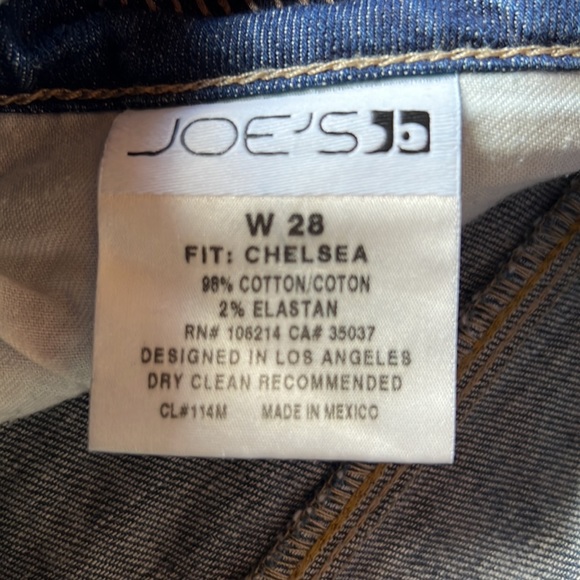 JOE'S
W 28
FIT: CHELSEA
98% COTTON/COTON
2% ELASTAN
RN# 106214 CA# 35037
DESIGNED IN LOS ANGELES
DRY CLEAN RECOMMENDED
CL#114M MADE IN MEXICO